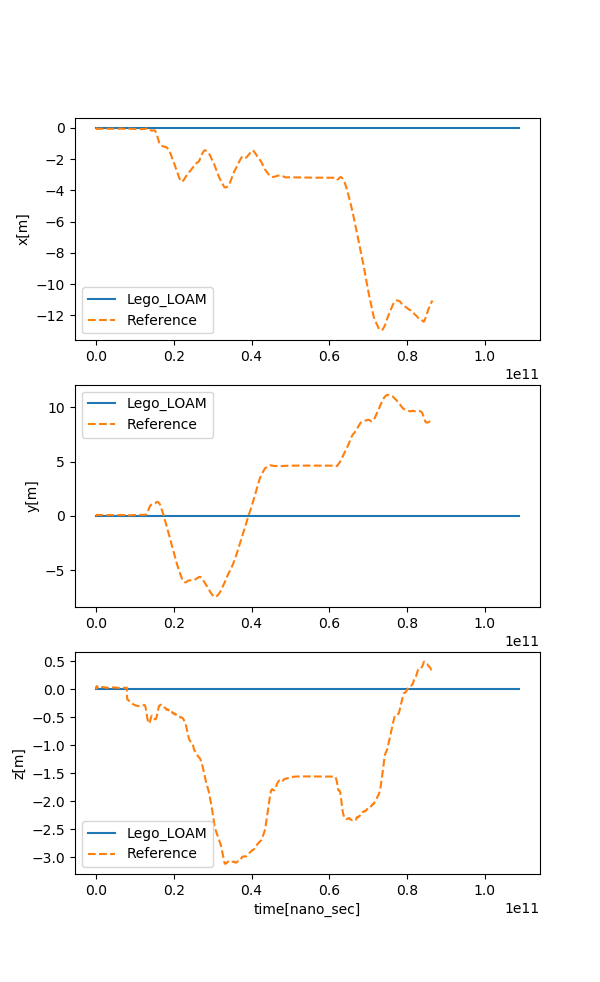 0
−2
−4
−6
−8
−10
−12
x[m]
Lego_LOAM
Reference
0.0 0.2 0.4 0.6 0.8 1.0
1e11
10
5
0
−5
y[m]
Lego_LOAM
Reference
0.0 0.2 0.4 0.6 0.8 1.0
1e11
0.5
0.0
−0.5
−1.0
−1.5
−2.0
−2.5
−3.0
z[m]
Lego_LOAM
Reference
0.0 0.2 0.4 0.6 0.8 1.0
time[nano_sec]
1e11